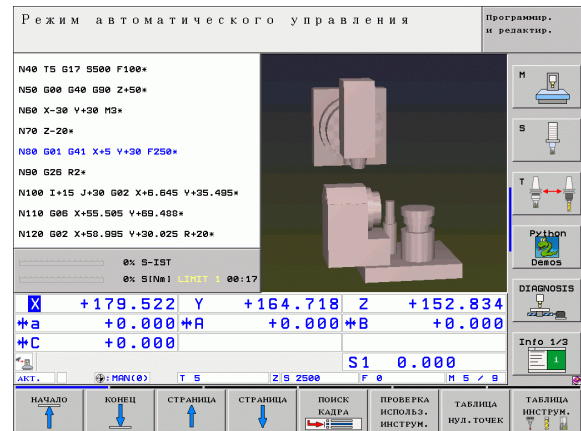 Режим автоматического управления
Программир.
и редактир.
N40 T5 G17 S500 F100*
N50 G00 G40 G90 Z+50*
N60 X-30 Y+30 M3*
N70 Z-20*
N80 G01 G41 X+5 Y+30 F250*
N90 G26 R2*
N100 I+15 J+30 G02 X+6.645 Y+35.495*
N110 G06 X+55.505 Y+69.488*
N120 G02 X+58.995 Y+30.025 R+20*
0% S-IST
0% S[Nm] LIMIT 1 00:17
X +179.522 Y +164.718 Z +152.834
a +0.000 A +0.000 B +0.000
C +0.000
S1 0.000
АКТ. : MAN(0) T 5 Z S 2500 F 0 M 5 / 9
M
S
T
Python
Demos
DIAGNOSIS
Info 1/3
НАЧАЛО
КОНЕЦ
СТРАНИЦА
СТРАНИЦА
ПОИСК
КАДРА
ПРОВЕРКА
ИСПОЛЬЗ.
ИНСТРУМ.
ТАБЛИЦА
НУЛ.ТОЧЕК
ТАБЛИЦА
ИНСТРУМ.